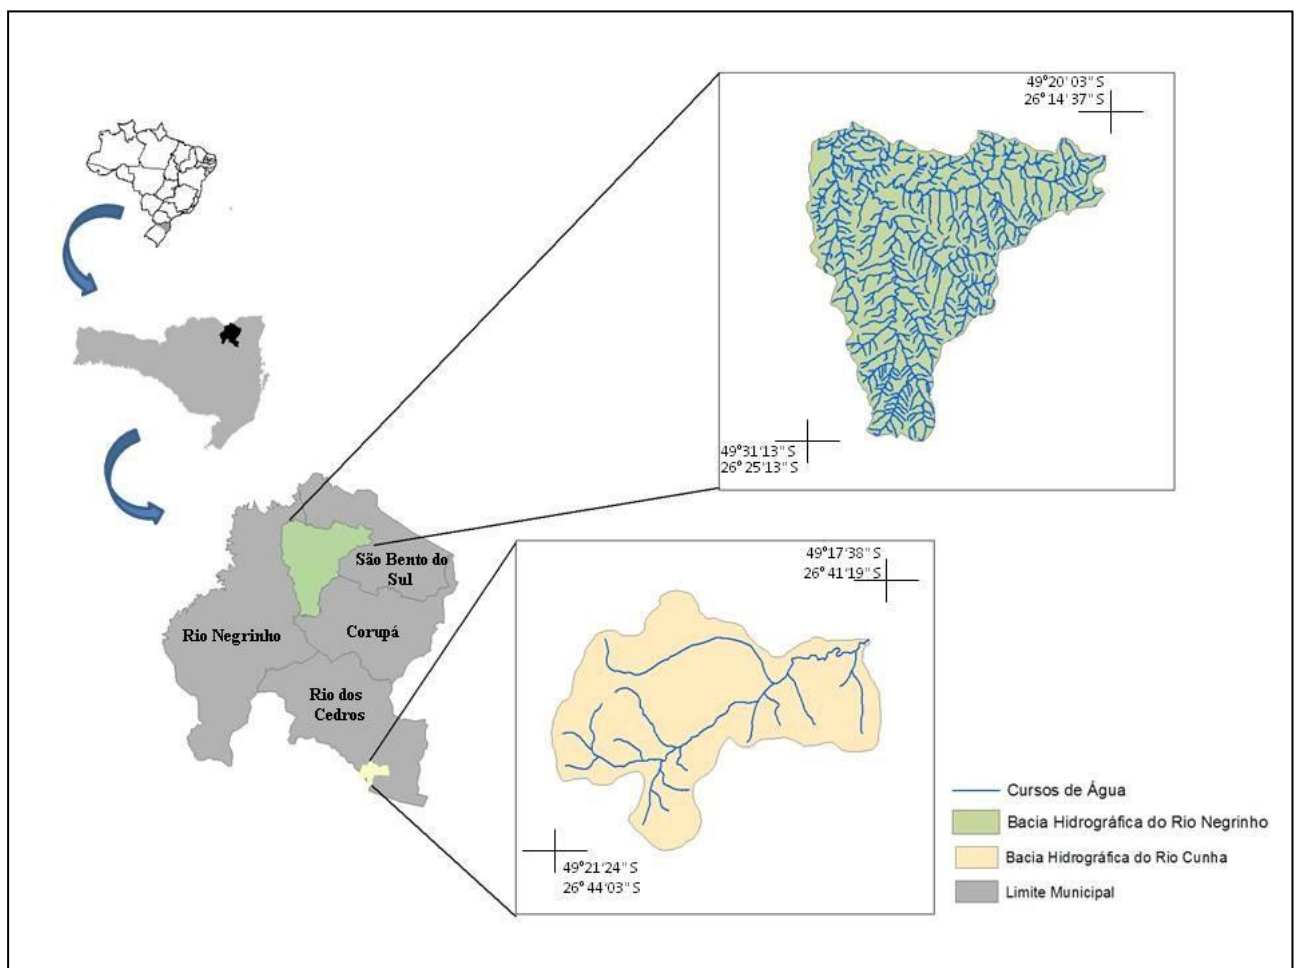 49°20'03" S
26°14'37" S
49°31'13" S
26°25'13" S
São Bento do
Sul
Rio Negrinho
Corupá
Rio dos
Cedros
49°17'38" S
26°41'19" S
49°21'24" S
26°44'03" S
Cursos de Água
Bacia Hidrográfica do Rio Negrinho
Bacia Hidrográfica do Rio Cunha
Limite Municipal